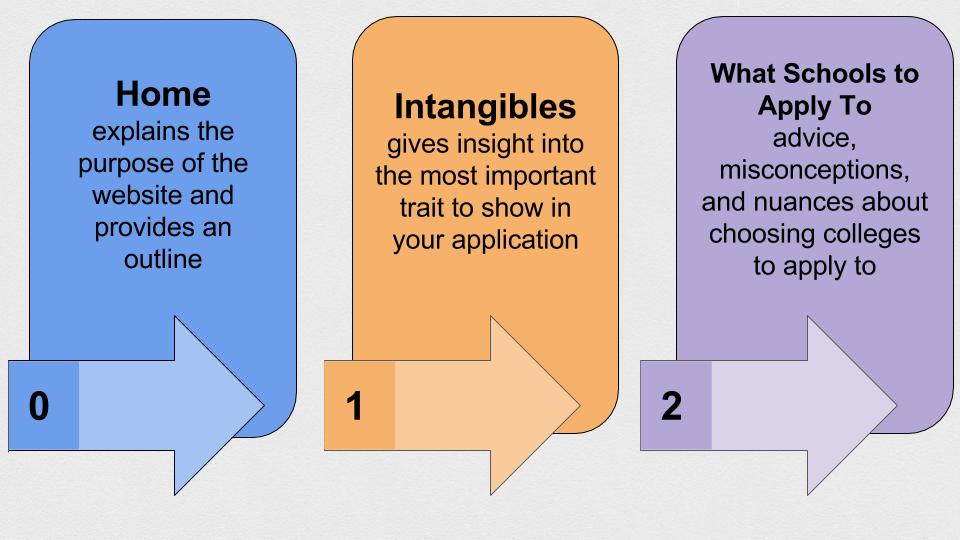 Home
explains the
purpose of the
website and
provides an
outline
0
Intangibles
gives insight into
the most important
trait to show in
your application
1
What Schools to
Apply To
advice,
misconceptions,
and nuances about
choosing colleges
to apply to
2